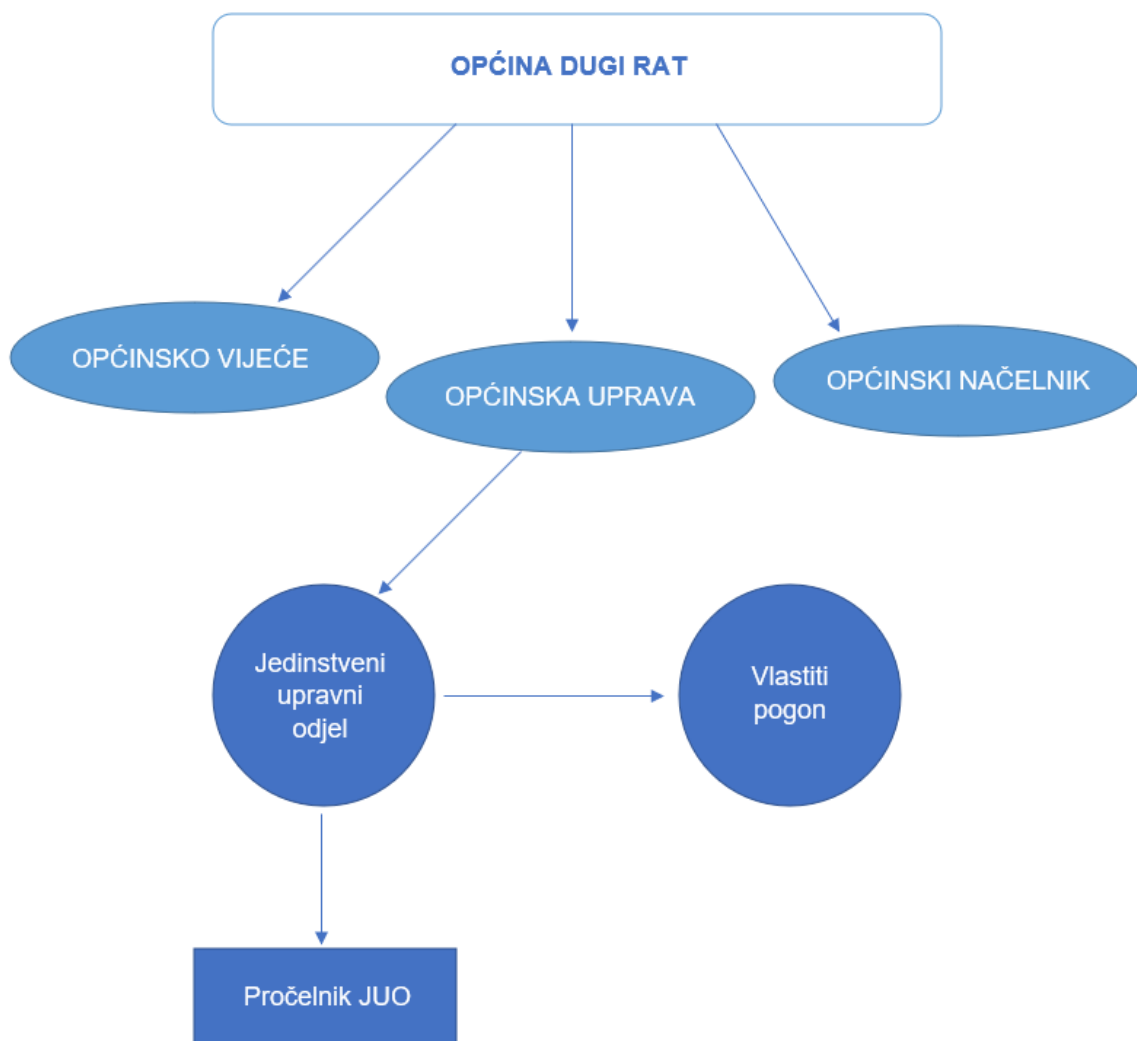 OPĆINA DUGI RAT
OPĆINSKO VIJEĆE
OPĆINSKA UPRAVA
OPĆINSKI NAČELNIK
Jedinstveni
upravni
odjel
Vlastiti
pogon
Pročelnik JUO